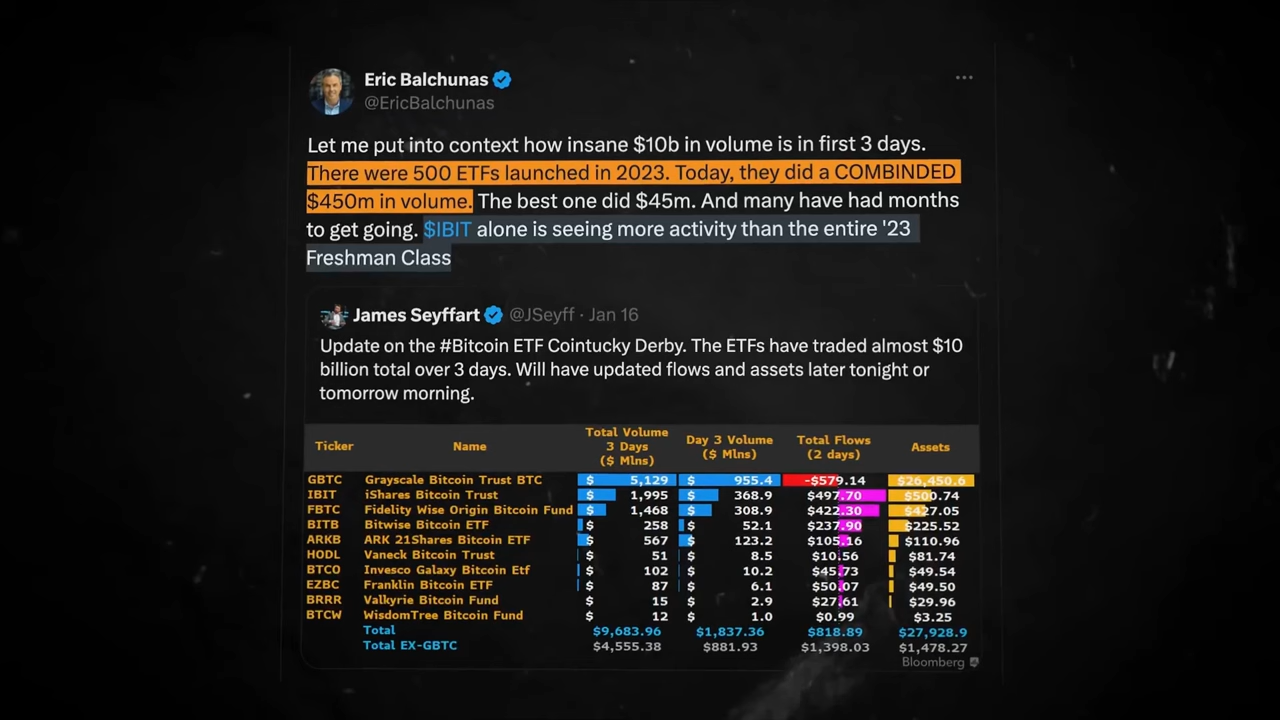 Eric Balchunas
@EricBalchunas
Let me put into context how insane $10b in volume is in first 3 days.
There were 500 ETFs launched in 2023. Today, they did a COMBINDED
$450m in volume. The best one did $45m. And many have had months
to get going. $IBIT alone is seeing more activity than the entire '23
Freshman Class
James Seyffart @JSeyff · Jan 16
Update on the #Bitcoin ETF Cointucky Derby. The ETFs have traded almost $10
billion total over 3 days. Will have updated flows and assets later tonight or
tomorrow morning.
Ticker Name Total Volume 3 Days ($ Mlns) Day 3 Volume ($ Mlns) Total Flows (2 days) Assets
GBTC Grayscale Bitcoin Trust BTC $ 5,129 $ 955.4 -$579.14 $26,450.6
IBIT iShares Bitcoin Trust $ 1,995 $ 368.9 $497.70 $500.74
FBTC Fidelity Wise Origin Bitcoin Fund $ 1,468 $ 308.9 $422.30 $427.05
BITB Bitwise Bitcoin ETF $ 258 $ 52.1 $237.90 $225.52
ARKB ARK 21Shares Bitcoin ETF $ 567 $ 123.2 $105.16 $110.96
HODL Vaneck Bitcoin Trust $ 51 $ 8.5 $10.56 $81.74
BTCO Invesco Galaxy Bitcoin Etf $ 102 $ 10.2 $45.73 $49.54
EZBC Franklin Bitcoin ETF $ 87 $ 6.1 $50.07 $49.50
BRRR Valkyrie Bitcoin Fund $ 15 $ 2.9 $27.61 $29.96
BTCW WisdomTree Bitcoin Fund $ 12 $ 1.0 $0.99 $3.25
Total $9,683.96 $1,837.36 $818.89 $27,928.9
Total EX-GBTC $4,555.38 $881.93 $1,398.03 $1,478.27
Bloomberg